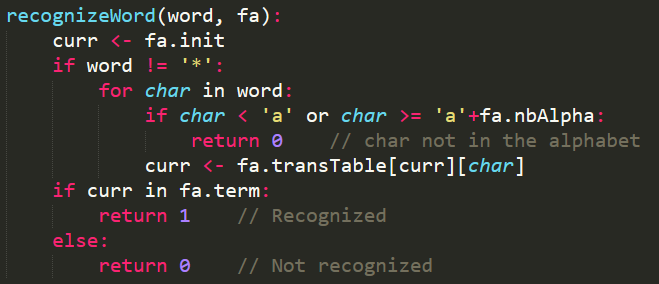 recognizeWord(word, fa):
    curr <- fa.init
    if word != '*':
        for char in word:
            if char < 'a' or char >= 'a'+fa.nbAlpha:
                return 0    // char not in the alphabet
            curr <- fa.transTable[curr][char]
    if curr in fa.term:
        return 1    // Recognized
    else:
        return 0    // Not recognized